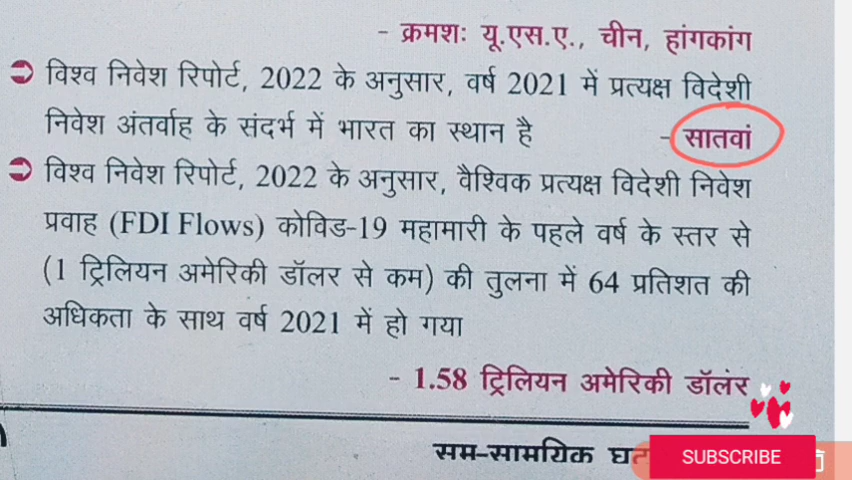 - क्रमशः यू.एस.ए., चीन, हांगकांग
विश्व निवेश रिपोर्ट, 2022 के अनुसार, वर्ष 2021 में प्रत्यक्ष विदेशी
निवेश अंतर्वाह के संदर्भ में भारत का स्थान है - सातवां
विश्व निवेश रिपोर्ट, 2022 के अनुसार, वैश्विक प्रत्यक्ष विदेशी निवेश
प्रवाह (FDI Flows) कोविड-19 महामारी के पहले वर्ष के स्तर से
(1 ट्रिलियन अमेरिकी डॉलर से कम) की तुलना में 64 प्रतिशत की
अधिकता के साथ वर्ष 2021 में हो गया
- 1.58 ट्रिलियन अमेरिकी डॉलर
सम-सामयिक
SUBSCRIBE